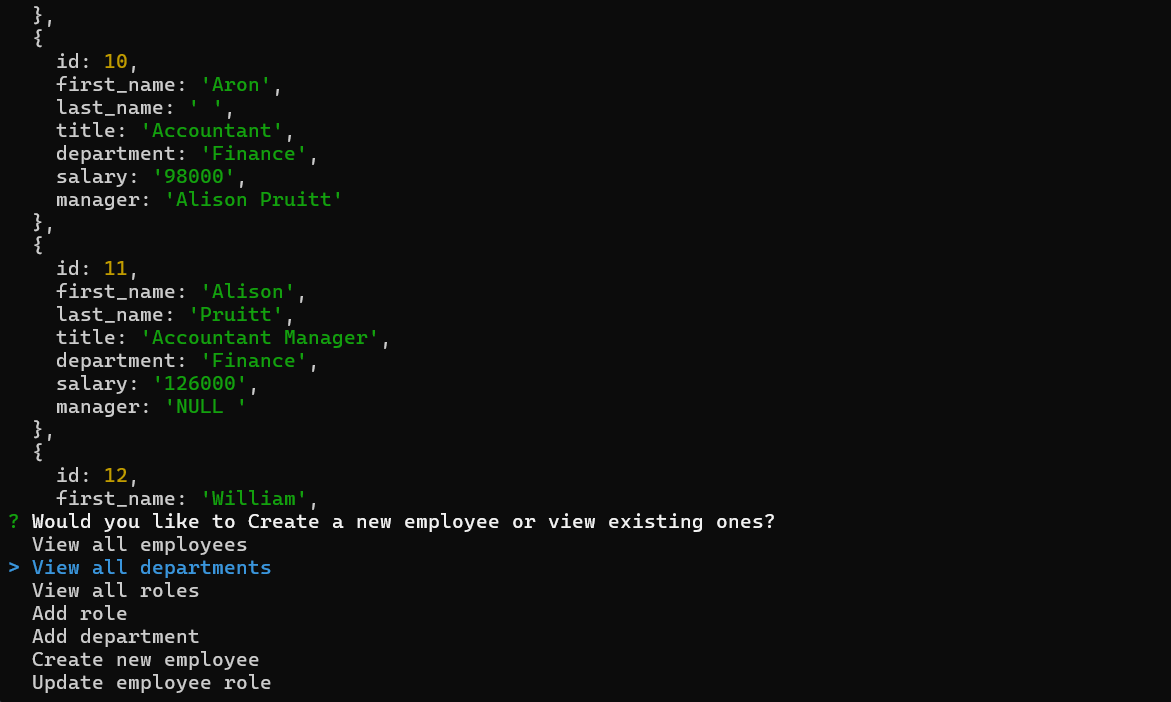 },
{
id: 10,
first_name: 'Aron',
last_name: ' ',
title: 'Accountant',
department: 'Finance',
salary: '98000',
manager: 'Alison Pruitt'
},
{
id: 11,
first_name: 'Alison',
last_name: 'Pruitt',
title: 'Accountant Manager',
department: 'Finance',
salary: '126000',
manager: 'NULL '
},
{
id: 12,
first_name: 'William',
? Would you like to Create a new employee or view existing ones?
View all employees
> View all departments
View all roles
Add role
Add department
Create new employee
Update employee role